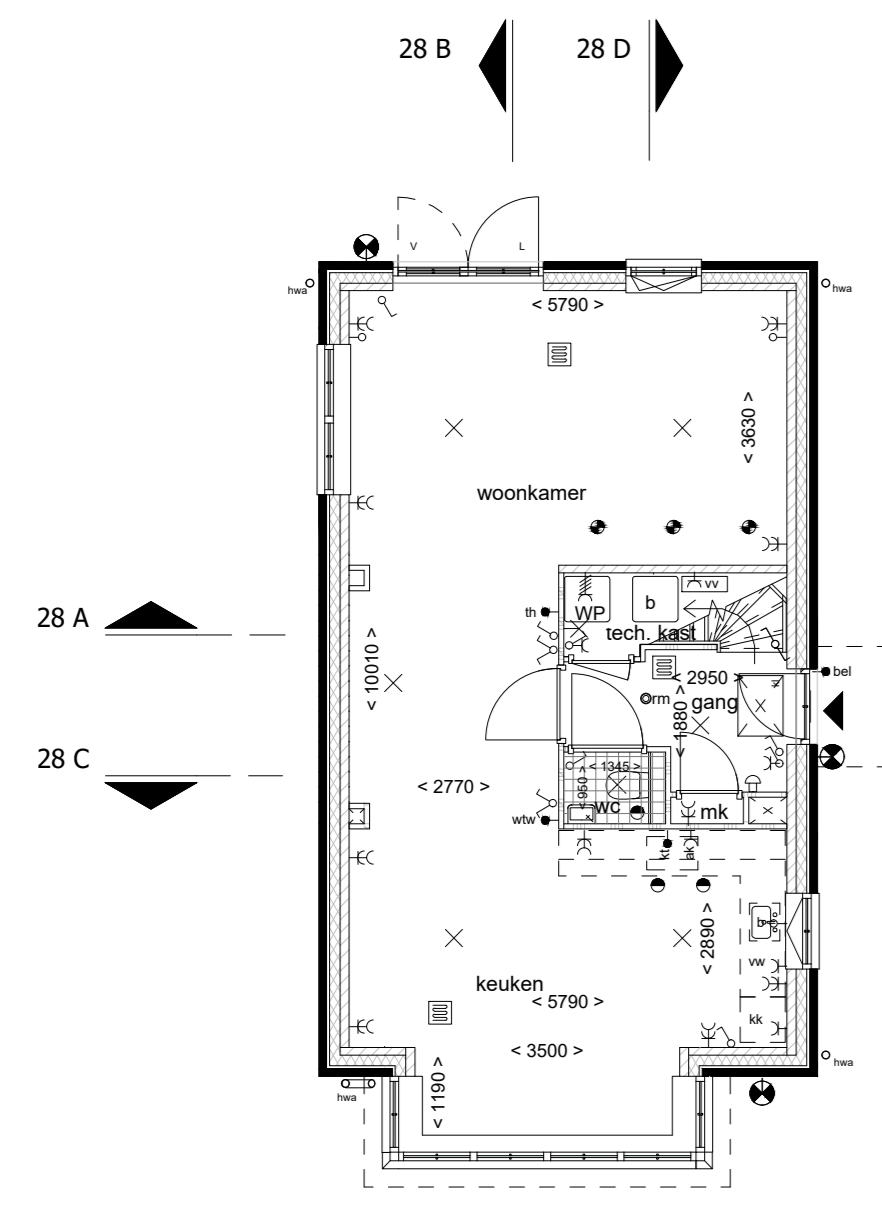 28 B
28 D
V
L
hwa
hwa
< 5790 >
< 3630 >
woonkamer
vv
WP
b
th
tech. kast
28 A
< 10010 >
< 2950 >
bel
rm
gang
< 1880 >
28 C
< 1345 >
< 950 >
< 2770 >
wc
mk
wtw
kt
ak
b
< 2890 >
vw
keuken
< 5790 >
kk
< 3500 >
hwa
< 1190 >
hwa